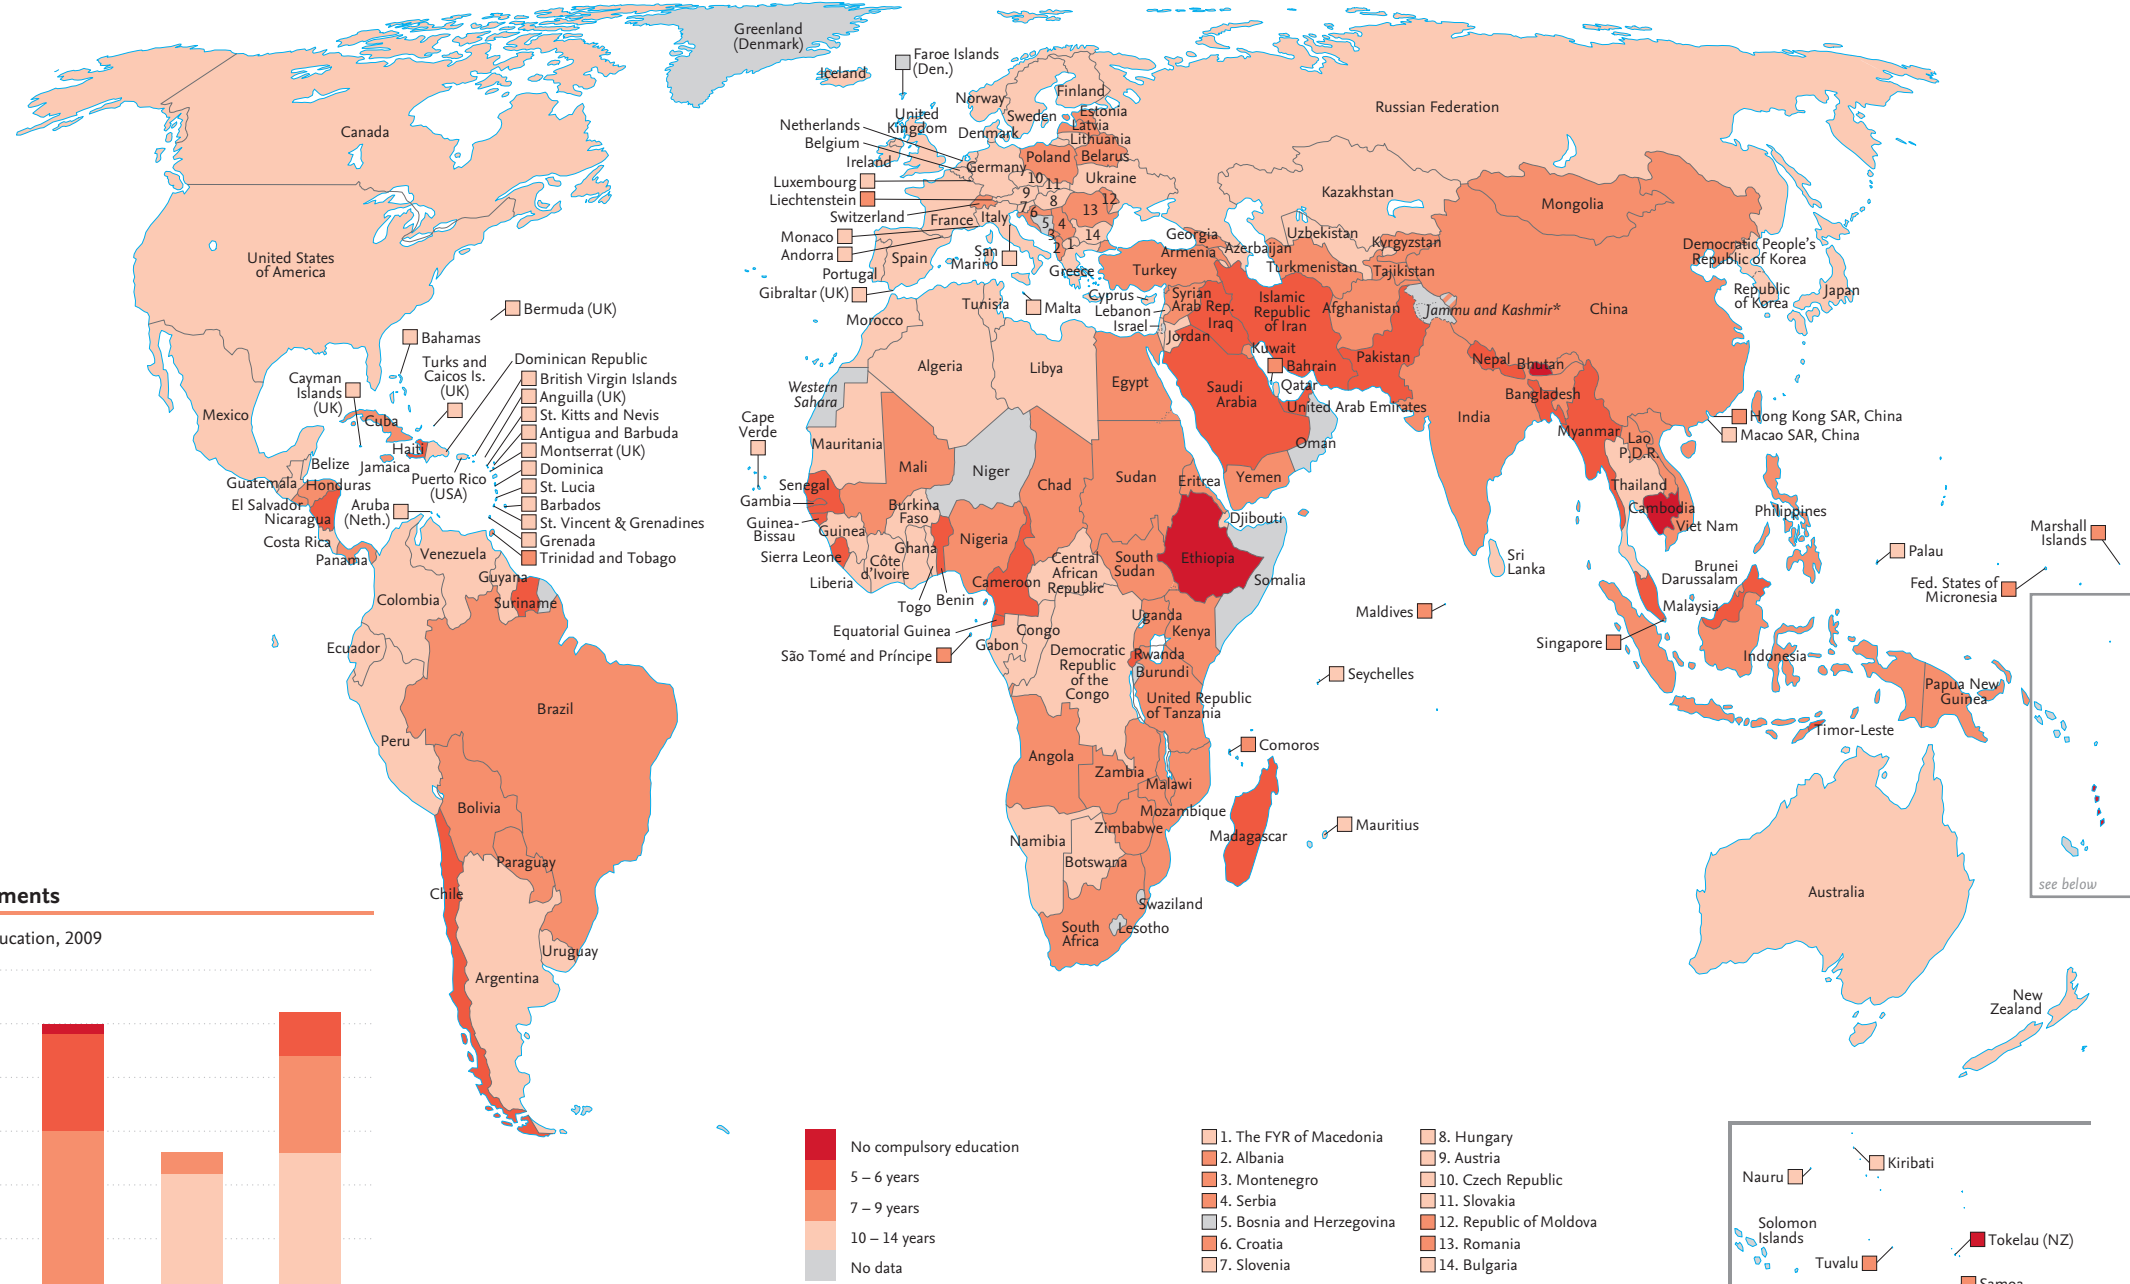 Greenland
(Denmark)
Faroe Islands
(Den.)
Iceland
Norway
Finland
Sweden
Estonia
Latvia
Lithuania
United
Kingdom
Denmark
Netherlands
Belgium
Ireland
Germany
Poland
Belarus
Ukraine
Russian Federation
Canada
Luxembourg
Liechtenstein
Switzerland
France
Italy
Monaco
Andorra
Portugal
Spain
San
Marino
Gibraltar (UK)
10
11
9
8
7
6
5
4
3
2
1
12
13
14
Greece
Georgia
Armenia
Azerbaijan
Turkey
Kazakhstan
Uzbekistan
Kyrgyzstan
Turkmenistan
Tajikistan
Mongolia
Democratic People's
Republic of Korea
Republic
of Korea
Japan
China
United States
of America
Bermuda (UK)
Bahamas
Turks and
Caicos Is.
(UK)
Cayman
Islands
(UK)
Dominican Republic
British Virgin Islands
Anguilla (UK)
St. Kitts and Nevis
Antigua and Barbuda
Montserrat (UK)
Dominica
St. Lucia
Barbados
St. Vincent & Grenadines
Grenada
Trinidad and Tobago
Mexico
Cuba
Haiti
Jamaica
Belize
Puerto Rico
(USA)
Guatemala
Honduras
El Salvador
Nicaragua
Aruba
(Neth.)
Costa Rica
Panama
Venezuela
Guyana
Suriname
Colombia
Ecuador
Peru
Brazil
Bolivia
Paraguay
Chile
Uruguay
Argentina
Tunisia
Malta
Cyprus
Lebanon
Israel
Syrian
Arab Rep.
Iraq
Jordan
Islamic
Republic
of Iran
Afghanistan
Jammu and Kashmir*
Morocco
Algeria
Libya
Egypt
Western
Sahara
Kuwait
Bahrain
Qatar
Saudi
Arabia
United Arab Emirates
Oman
Yemen
Pakistan
Nepal
Bhutan
Bangladesh
India
Myanmar
Lao
P.D.R.
Thailand
Cambodia
Viet Nam
Hong Kong SAR, China
Macao SAR, China
Philippines
Cape
Verde
Mauritania
Mali
Niger
Chad
Sudan
Eritrea
Djibouti
Senegal
Gambia
Guinea-
Bissau
Guinea
Sierra Leone
Liberia
Burkina
Faso
Ghana
Côte
d'Ivoire
Togo
Benin
Nigeria
Cameroon
Central
African
Republic
South
Sudan
Ethiopia
Somalia
Equatorial Guinea
São Tomé and Príncipe
Gabon
Congo
Democratic
Republic
of the
Congo
Uganda
Kenya
Rwanda
Burundi
United Republic
of Tanzania
Angola
Zambia
Malawi
Mozambique
Zimbabwe
Namibia
Botswana
Swaziland
Lesotho
South
Africa
Comoros
Madagascar
Mauritius
Seychelles
Maldives
Sri
Lanka
Brunei
Darussalam
Malaysia
Singapore
Indonesia
Timor-Leste
Papua New
Guinea
Palau
Marshall
Islands
Fed. States of
Micronesia
Australia
New
Zealand
see below
ments
ucation, 2009
No compulsory education
5 – 6 years
7 – 9 years
10 – 14 years
No data
1. The FYR of Macedonia
2. Albania
3. Montenegro
4. Serbia
5. Bosnia and Herzegovina
6. Croatia
7. Slovenia
8. Hungary
9. Austria
10. Czech Republic
11. Slovakia
12. Republic of Moldova
13. Romania
14. Bulgaria
Nauru
Kiribati
Solomon
Islands
Tokelau (NZ)
Tuvalu
Samoa